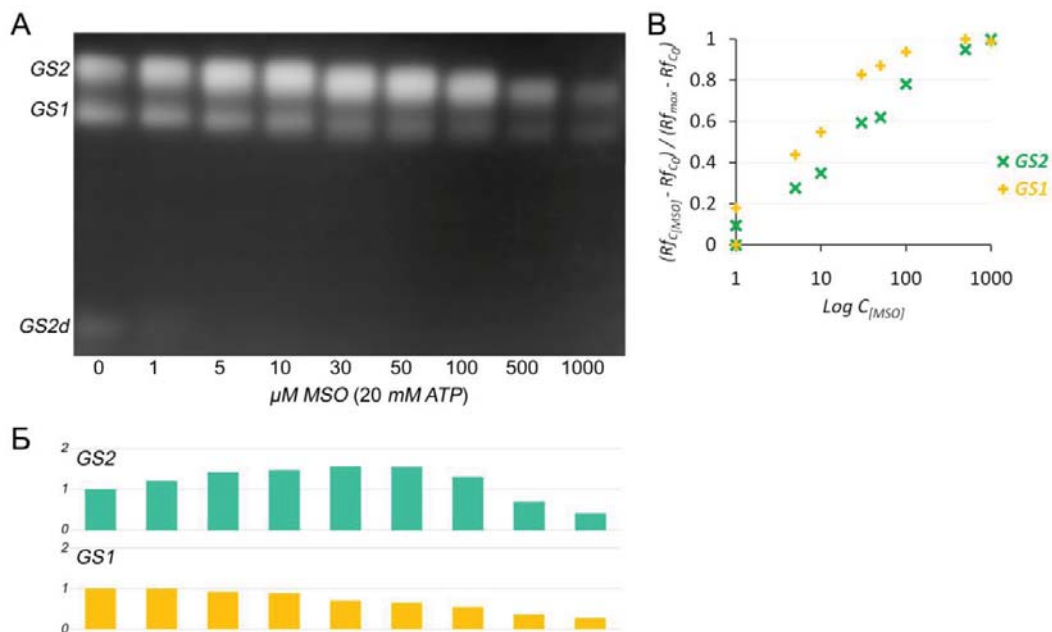 А
GS2
GS1
GS2d
0 1 5 10 30 50 100 500 1000
µM MSO (20 mM ATP)
Б
2
GS2
1
0
2
GS1
1
0
В
(Rf_C[MSO] - Rf_C0) / (Rf_max - Rf_C0)
1
0.8
0.6
0.4
0.2
0
1 10 100 1000
Log C[MSO]
GS2
GS1